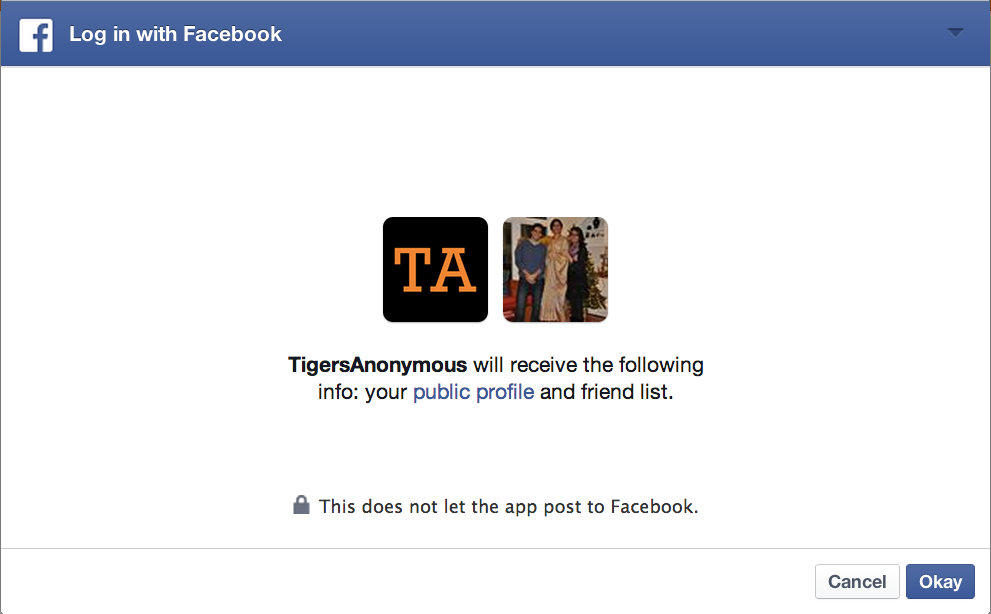 Log in with Facebook
TA
TigersAnonymous will receive the following
info: your public profile and friend list.
This does not let the app post to Facebook.
Cancel Okay